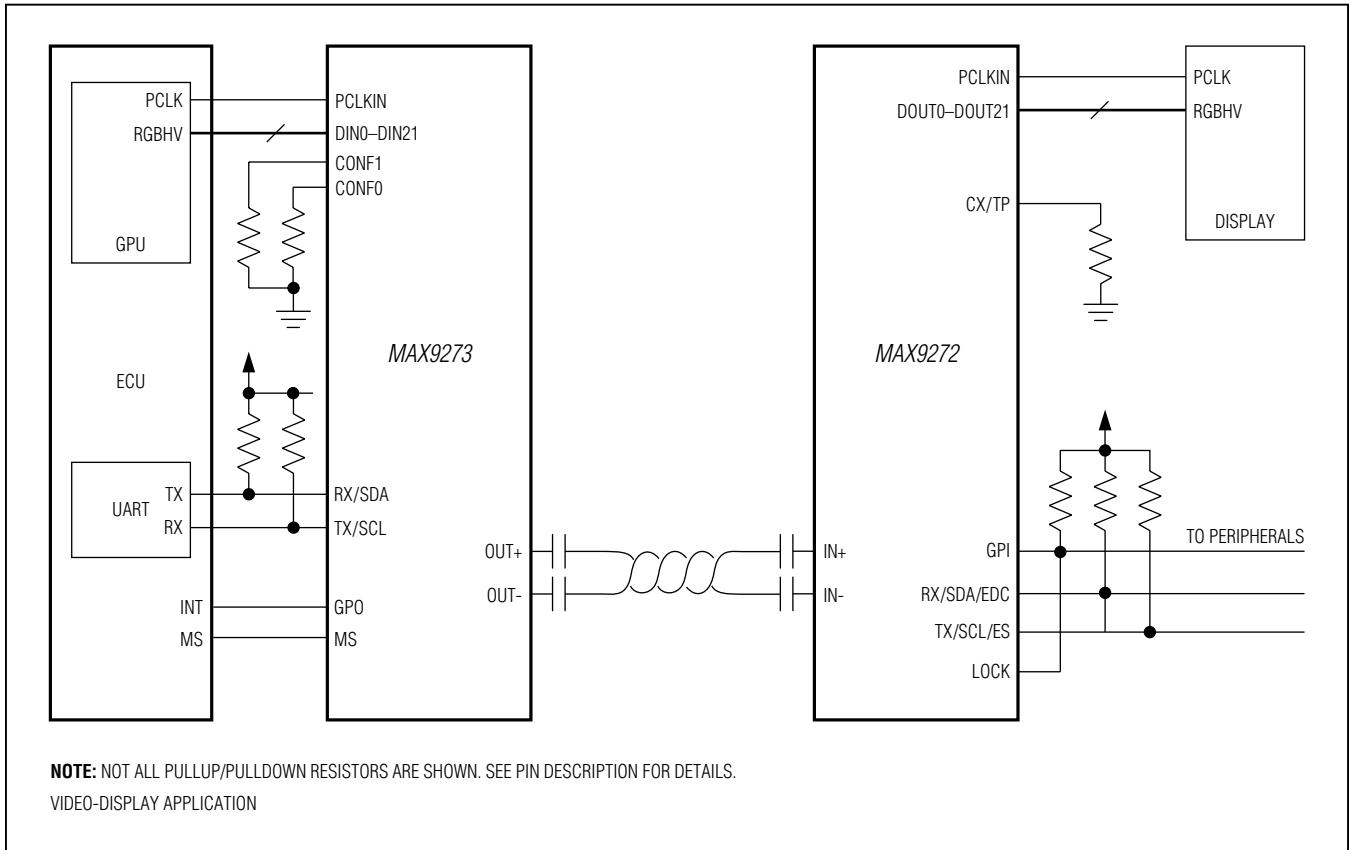 PCLK
RGBHV
GPU
ECU
UART
TX
RX
INT
MS
PCLKIN
DIN0–DIN21
CONF1
CONF0
MAX9273
RX/SDA
TX/SCL
GPO
MS
OUT+
OUT-
IN+
IN-
MAX9272
PCLKIN
DOUT0–DOUT21
CX/TP
GPI
RX/SDA/EDC
TX/SCL/ES
LOCK
PCLK
RGBHV
DISPLAY
TO PERIPHERALS
NOTE: NOT ALL PULLUP/PULLDOWN RESISTORS ARE SHOWN. SEE PIN DESCRIPTION FOR DETAILS.
VIDEO-DISPLAY APPLICATION